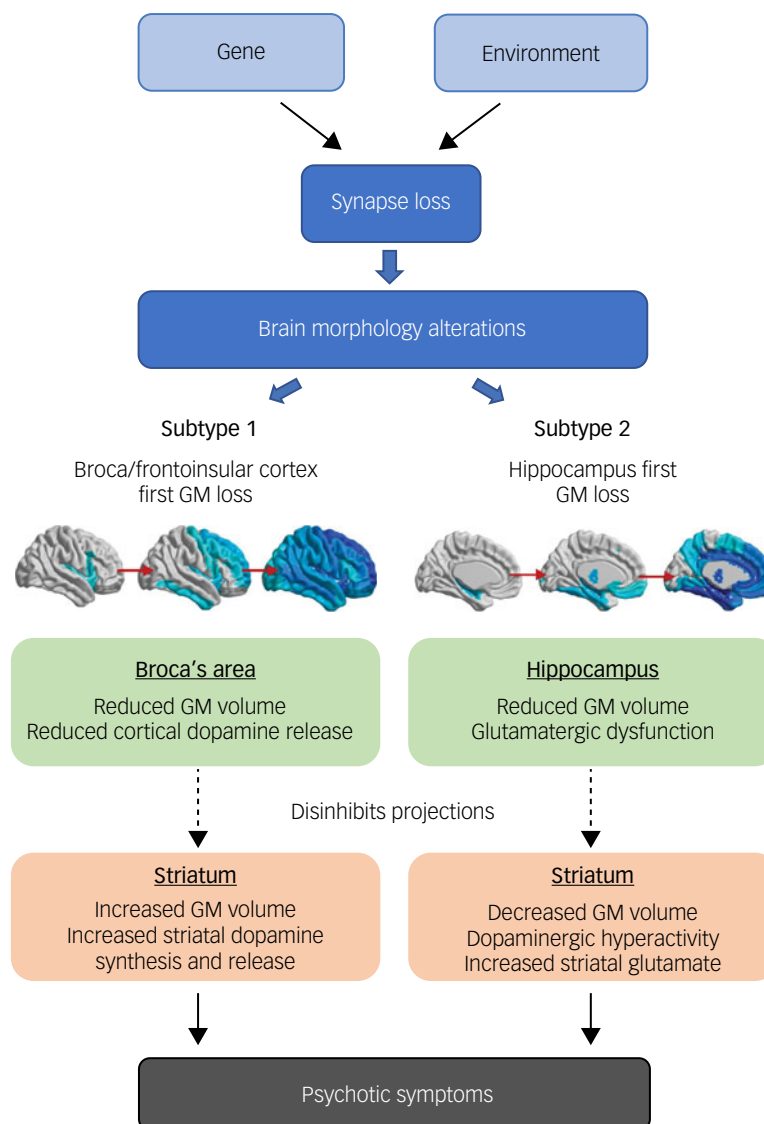 Gene
Environment
Synapse loss
Brain morphology alterations
Subtype 1
Broca/frontoinsular cortex
first GM loss
Subtype 2
Hippocampus first
GM loss
Broca's area
Reduced GM volume
Reduced cortical dopamine release
Hippocampus
Reduced GM volume
Glutamatergic dysfunction
Disinhibits projections
Striatum
Increased GM volume
Increased striatal dopamine
synthesis and release
Striatum
Decreased GM volume
Dopaminergic hyperactivity
Increased striatal glutamate
Psychotic symptoms